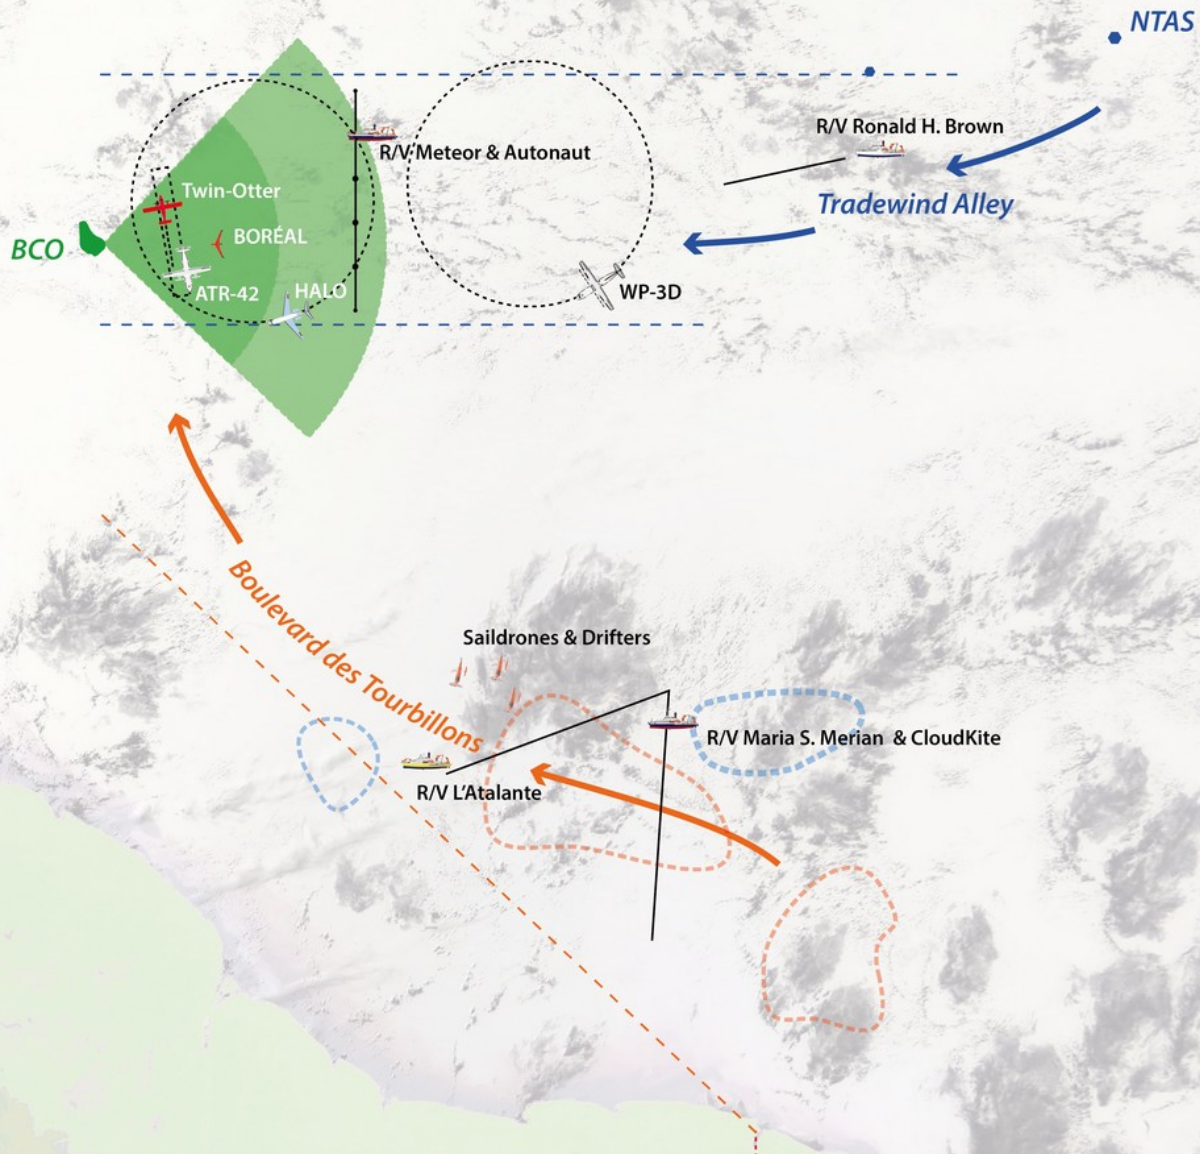 NTAS
R/V Ronald H. Brown
R/V Meteor & Autonaut
Twin-Otter
Tradewind Alley
BORÉAL
BCO
HALO
ATR-42
WP-3D
Boulevard des Tourbillons
Saildrones & Drifters
R/V Maria S. Merian & CloudKite
R/V L'Atalante